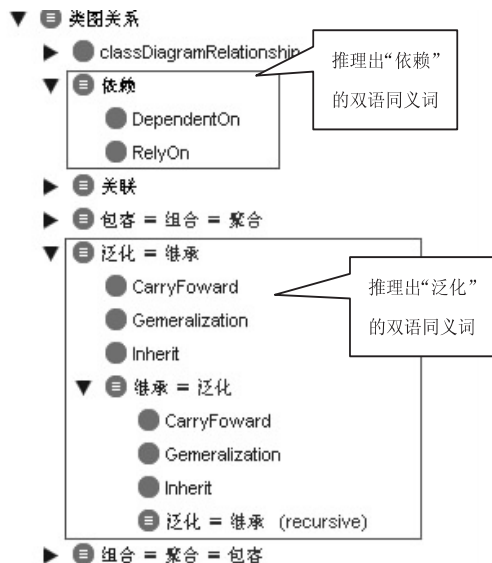 类图关系
classDiagramRelationship
推理出“依赖”
的双语同义词
依赖
DependentOn
RelyOn
关联
包容 = 组合 = 聚合
泛化 = 继承
CarryFoward
Gemeralization
Inherit
推理出“泛化”
的双语同义词
继承 = 泛化
CarryFoward
Gemeralization
Inherit
泛化 = 继承 (recursive)
组合 = 聚合 = 包容